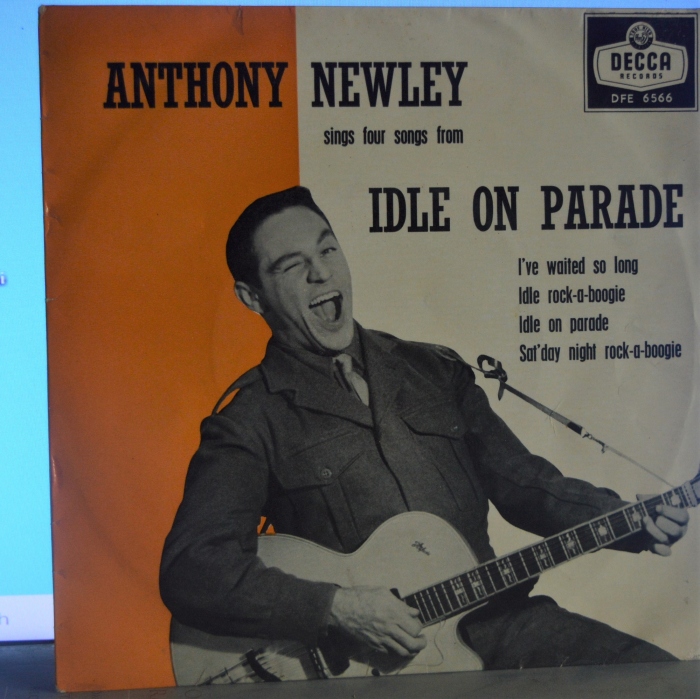 ANTHONY NEWLEY
sings four songs from
IDLE ON PARADE
I've waited so long
Idle rock-a-boogie
Idle on parade
Sat'day night rock-a-boogie
DECCA
RECORDS
DFE 6566